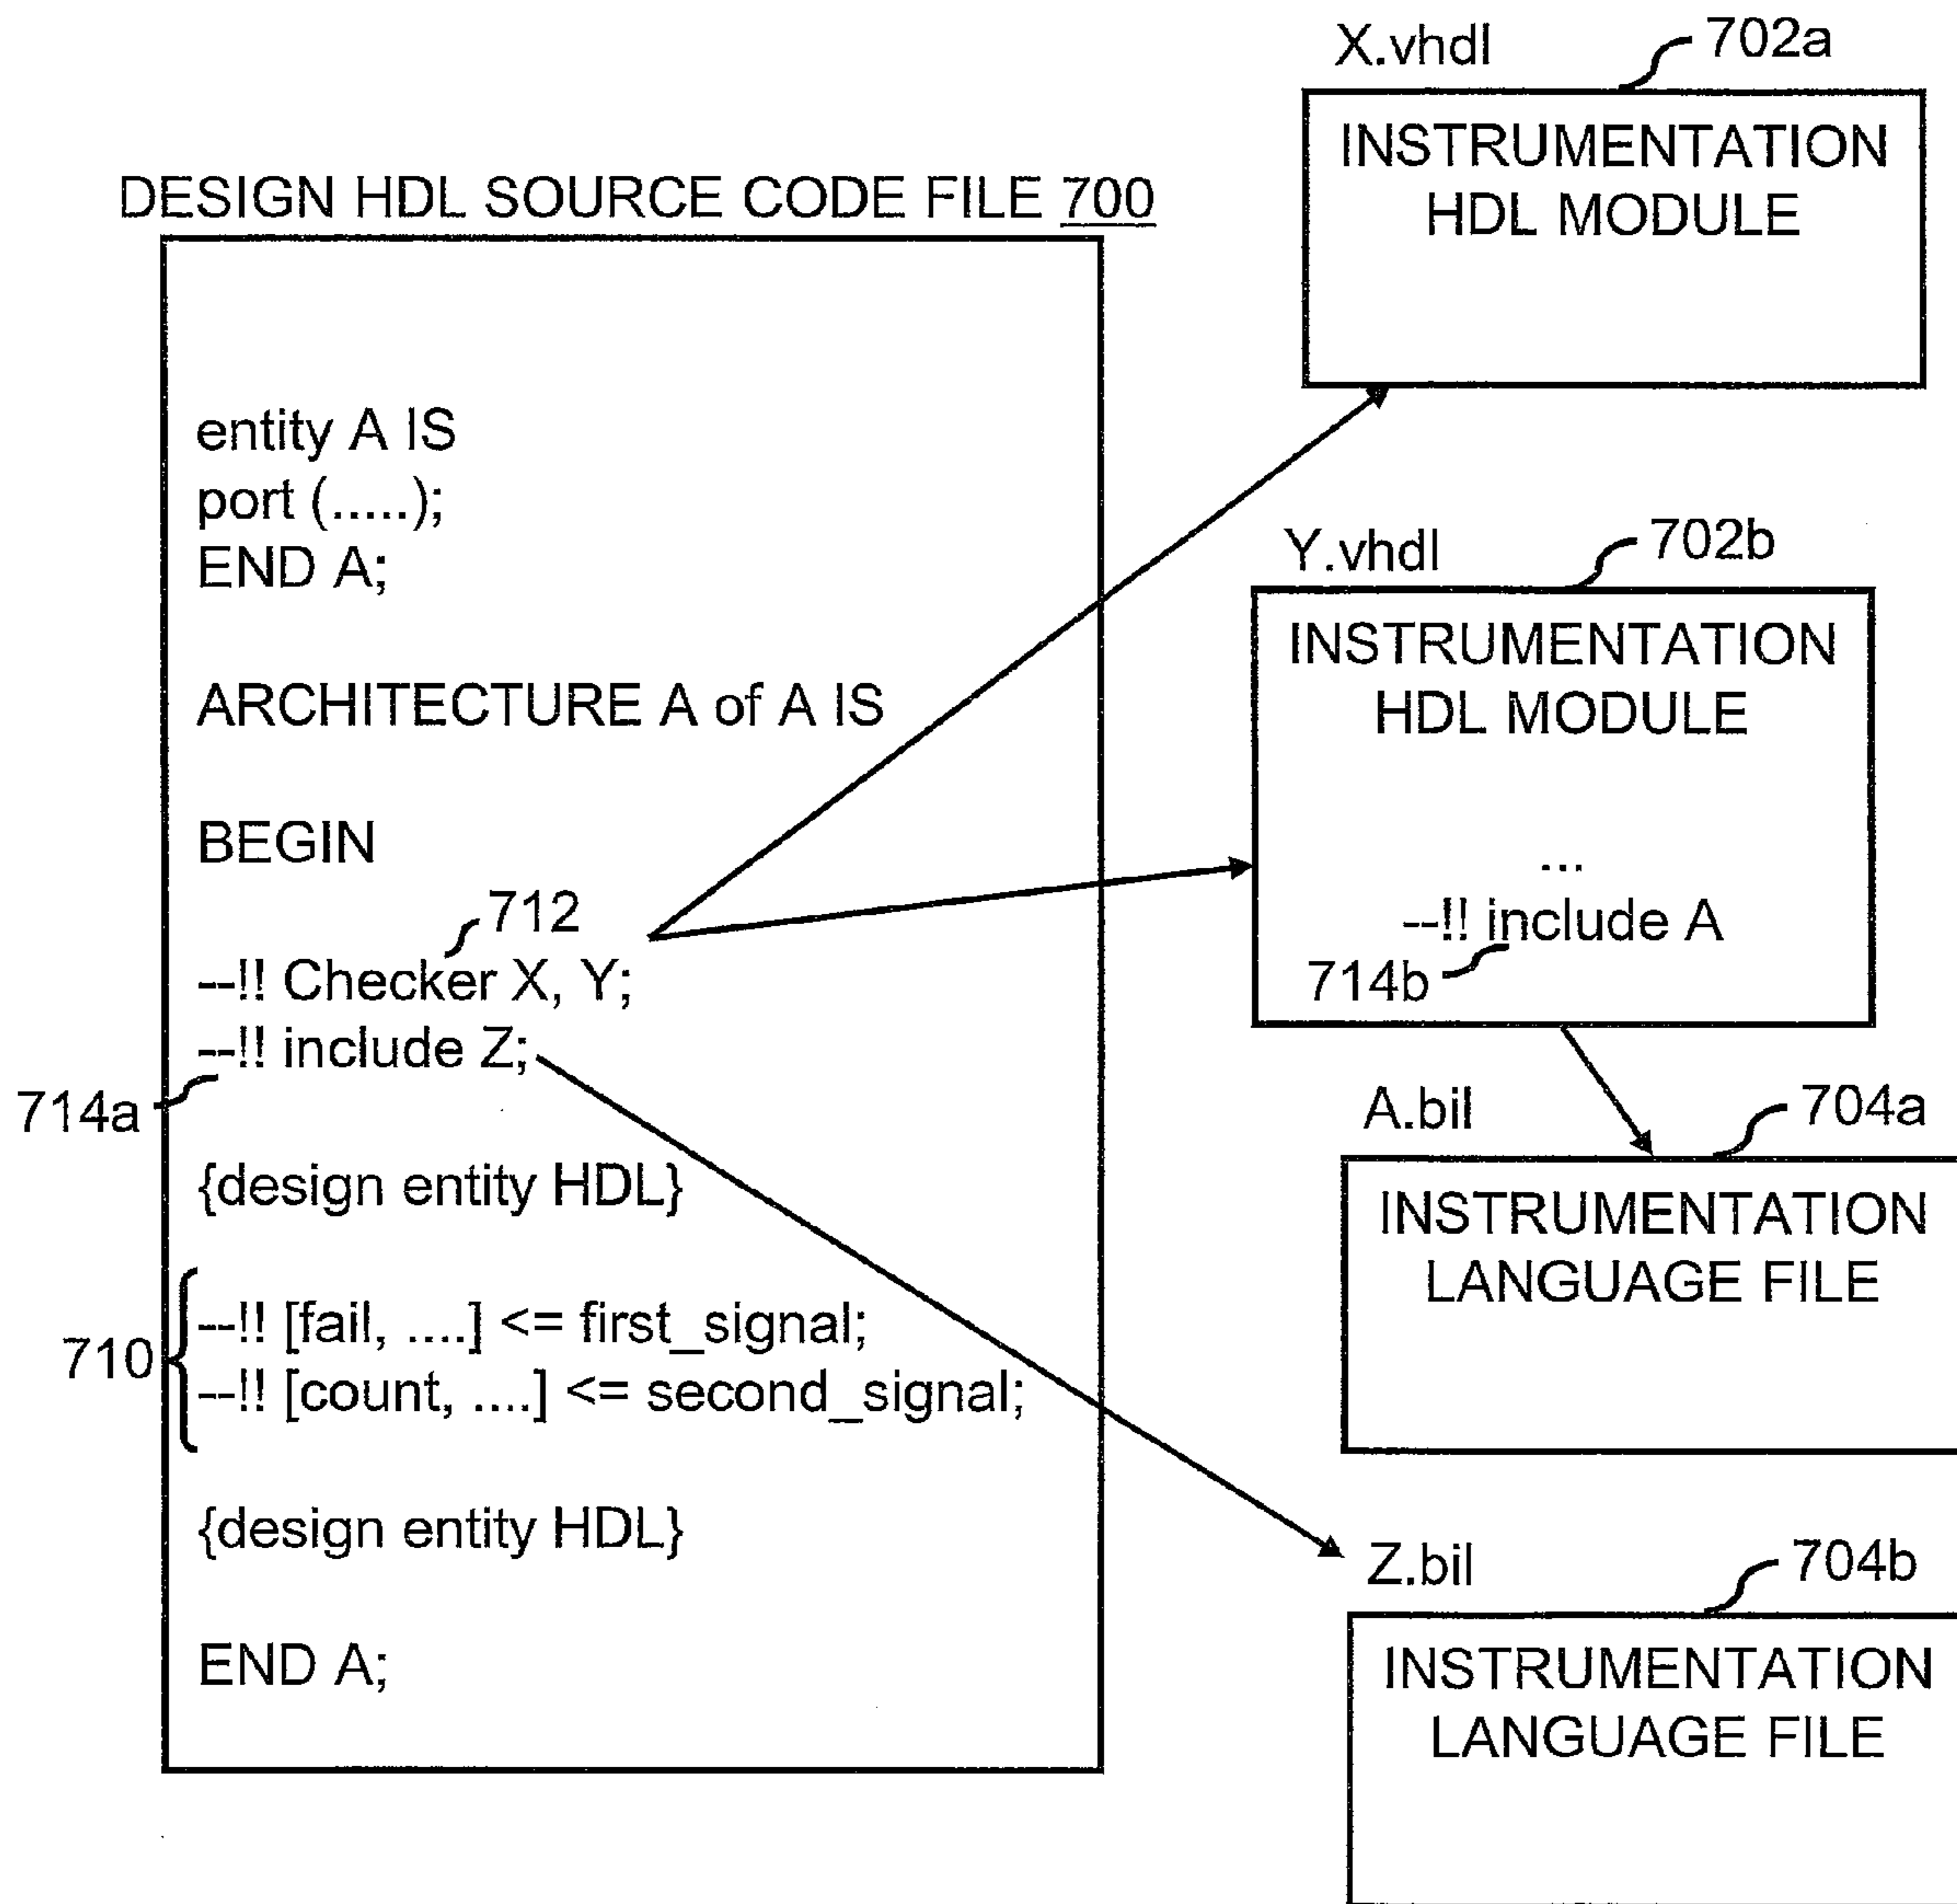 DESIGN HDL SOURCE CODE FILE 700
entity A IS
port (.....);
END A;
ARCHITECTURE A of A IS
BEGIN
712
--!! Checker X, Y;
--!! include Z;
714a
{design entity HDL}
710
--!! [fail, ....] <= first_signal;
--!! [count, ....] <= second_signal;
{design entity HDL}
END A;
X.vhdl
702a
INSTRUMENTATION
HDL MODULE
Y.vhdl
702b
INSTRUMENTATION
HDL MODULE
...
--!! include A
714b
A.bil
704a
INSTRUMENTATION
LANGUAGE FILE
Z.bil
704b
INSTRUMENTATION
LANGUAGE FILE